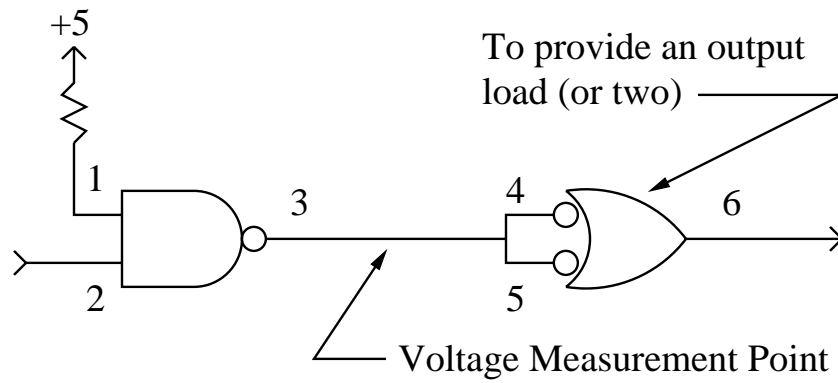 +5
To provide an output
load (or two)
1
3
4
6
2
5
Voltage Measurement Point